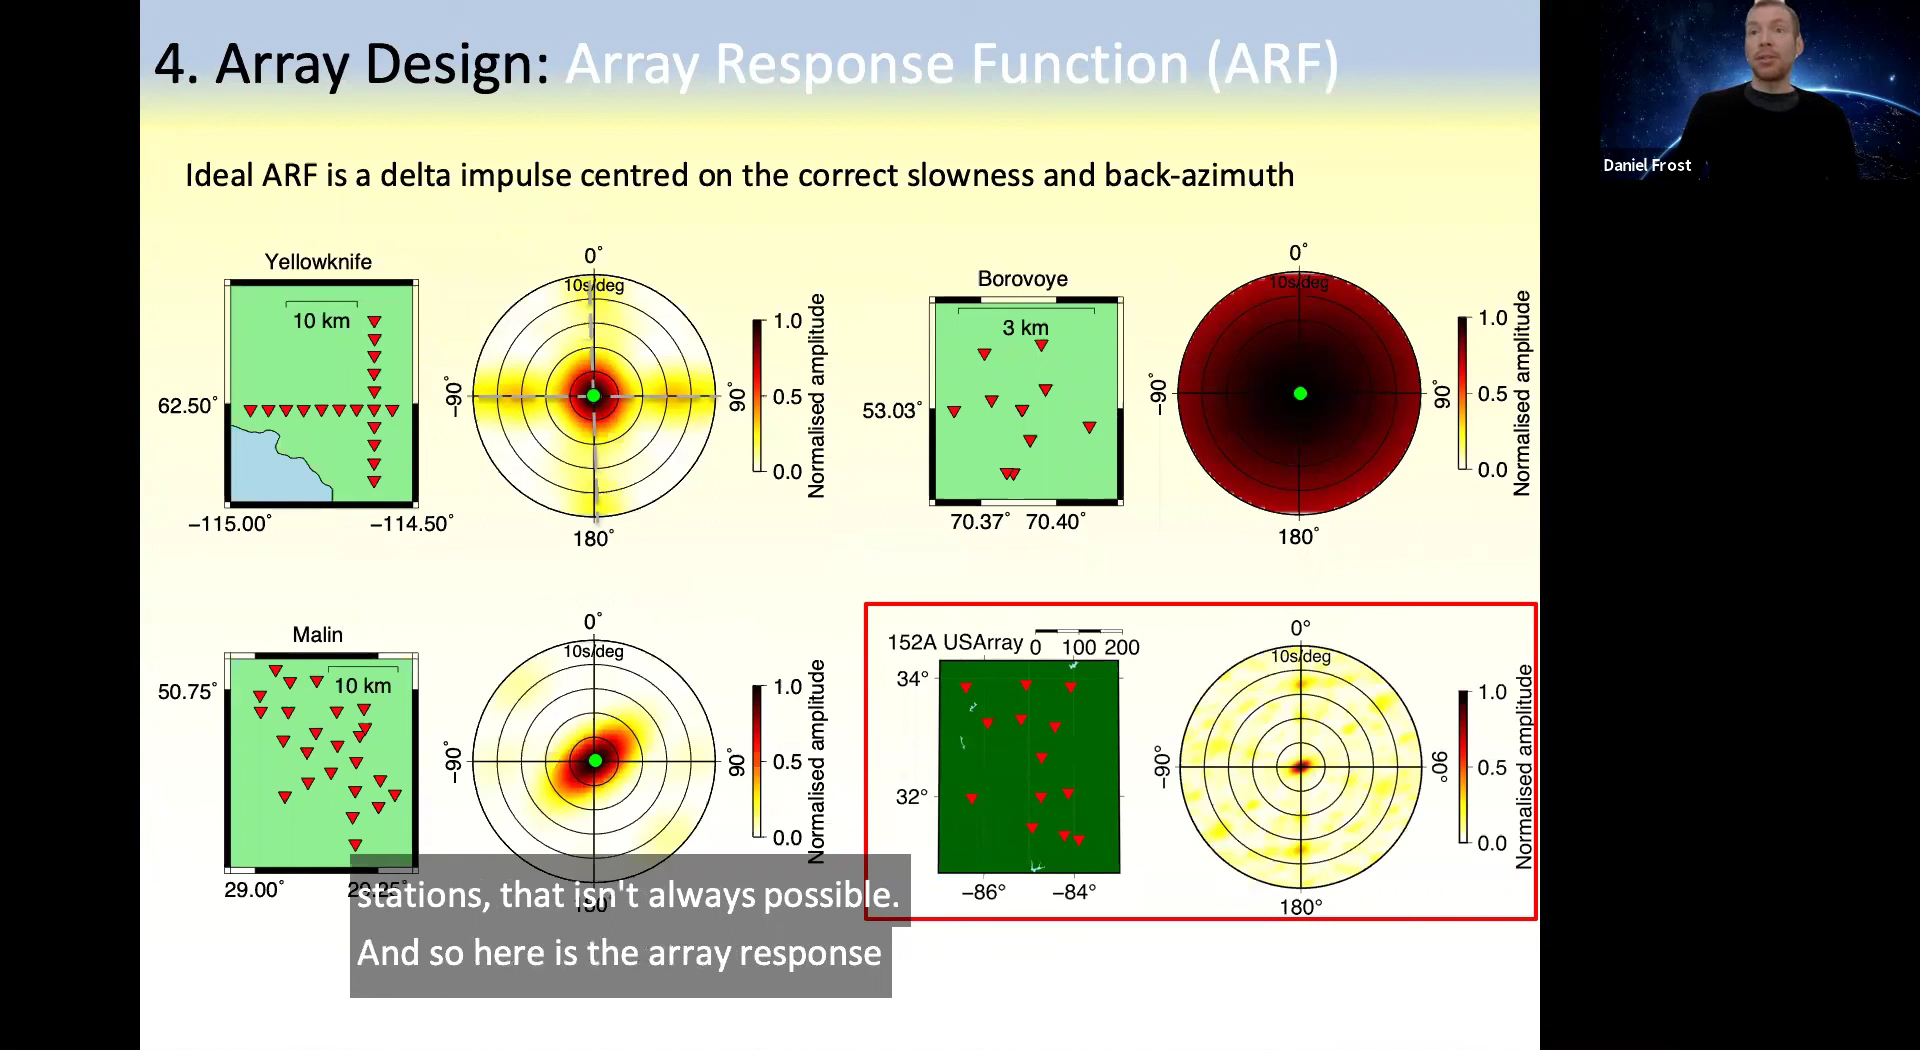 4. Array Design: Array Response Function (ARF)
Daniel Frost
Ideal ARF is a delta impulse centred on the correct slowness and back-azimuth
Yellowknife
10 km
62.50°
−115.00°
−114.50°
0°
10s/deg
−90°
90°
180°
1.0
0.5
0.0
Normalised amplitude
Borovoye
3 km
53.03°
70.37°
70.40°
0°
10s/deg
−90°
90°
180°
1.0
0.5
0.0
Normalised amplitude
Malin
10 km
50.75°
29.00°
29.25°
0°
10s/deg
−90°
90°
180°
1.0
0.5
0.0
Normalised amplitude
152A USArray
0 100 200
34°
32°
−86°
−84°
0°
10s/deg
−90°
90°
180°
1.0
0.5
0.0
Normalised amplitude
stations, that isn't always possible.
And so here is the array response